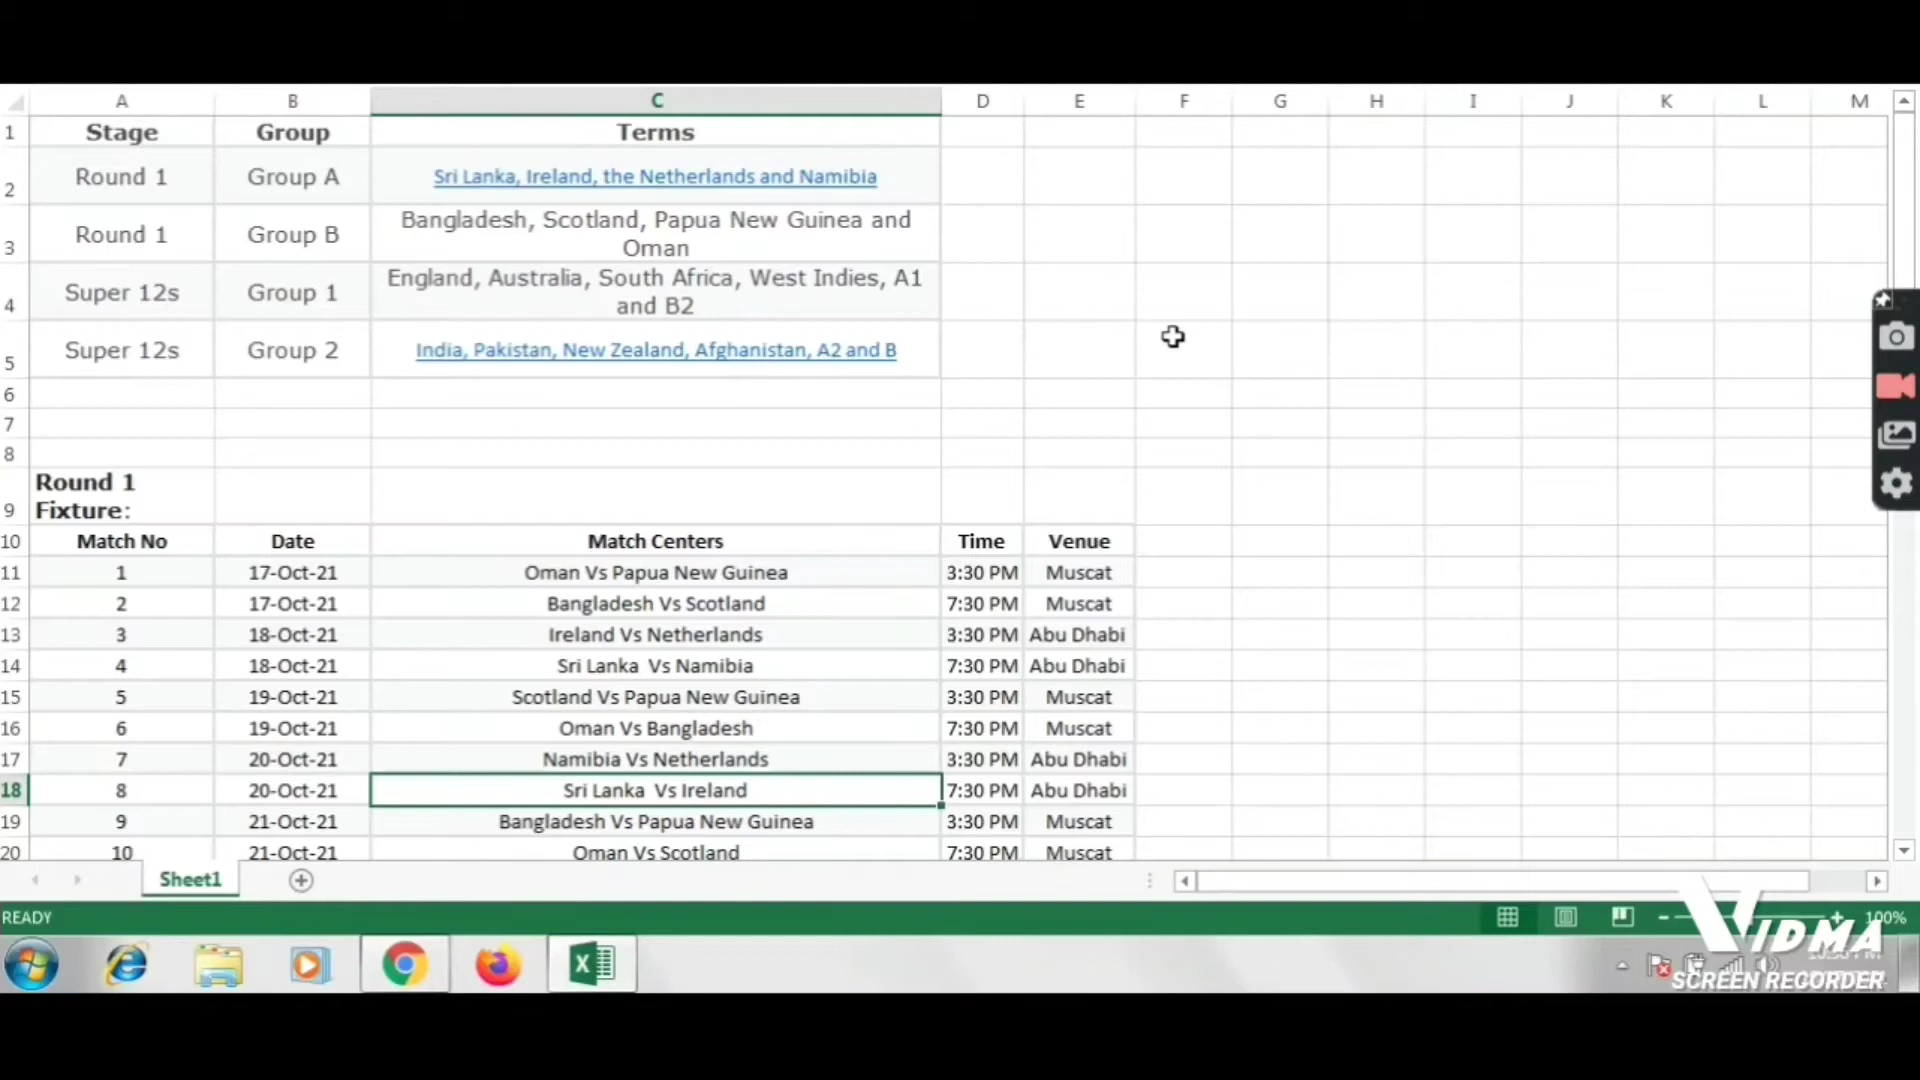 A B C D E F G H I J K L M
1 Stage Group Terms
2 Round 1 Group A Sri Lanka, Ireland, the Netherlands and Namibia
3 Round 1 Group B Bangladesh, Scotland, Papua New Guinea and
Oman
4 Super 12s Group 1 England, Australia, South Africa, West Indies, A1
and B2
5 Super 12s Group 2 India, Pakistan, New Zealand, Afghanistan, A2 and B
6
7
8
Round 1
9 Fixture:
10 Match No Date Match Centers Time Venue
11 1 17-Oct-21 Oman Vs Papua New Guinea 3:30 PM Muscat
12 2 17-Oct-21 Bangladesh Vs Scotland 7:30 PM Muscat
13 3 18-Oct-21 Ireland Vs Netherlands 3:30 PM Abu Dhabi
14 4 18-Oct-21 Sri Lanka Vs Namibia 7:30 PM Abu Dhabi
15 5 19-Oct-21 Scotland Vs Papua New Guinea 3:30 PM Muscat
16 6 19-Oct-21 Oman Vs Bangladesh 7:30 PM Muscat
17 7 20-Oct-21 Namibia Vs Netherlands 3:30 PM Abu Dhabi
18 8 20-Oct-21 Sri Lanka Vs Ireland 7:30 PM Abu Dhabi
19 9 21-Oct-21 Bangladesh Vs Papua New Guinea 3:30 PM Muscat
20 10 21-Oct-21 Oman Vs Scotland 7:30 PM Muscat
Sheet1
READY 100%
VIDMA
SCREEN RECORDER